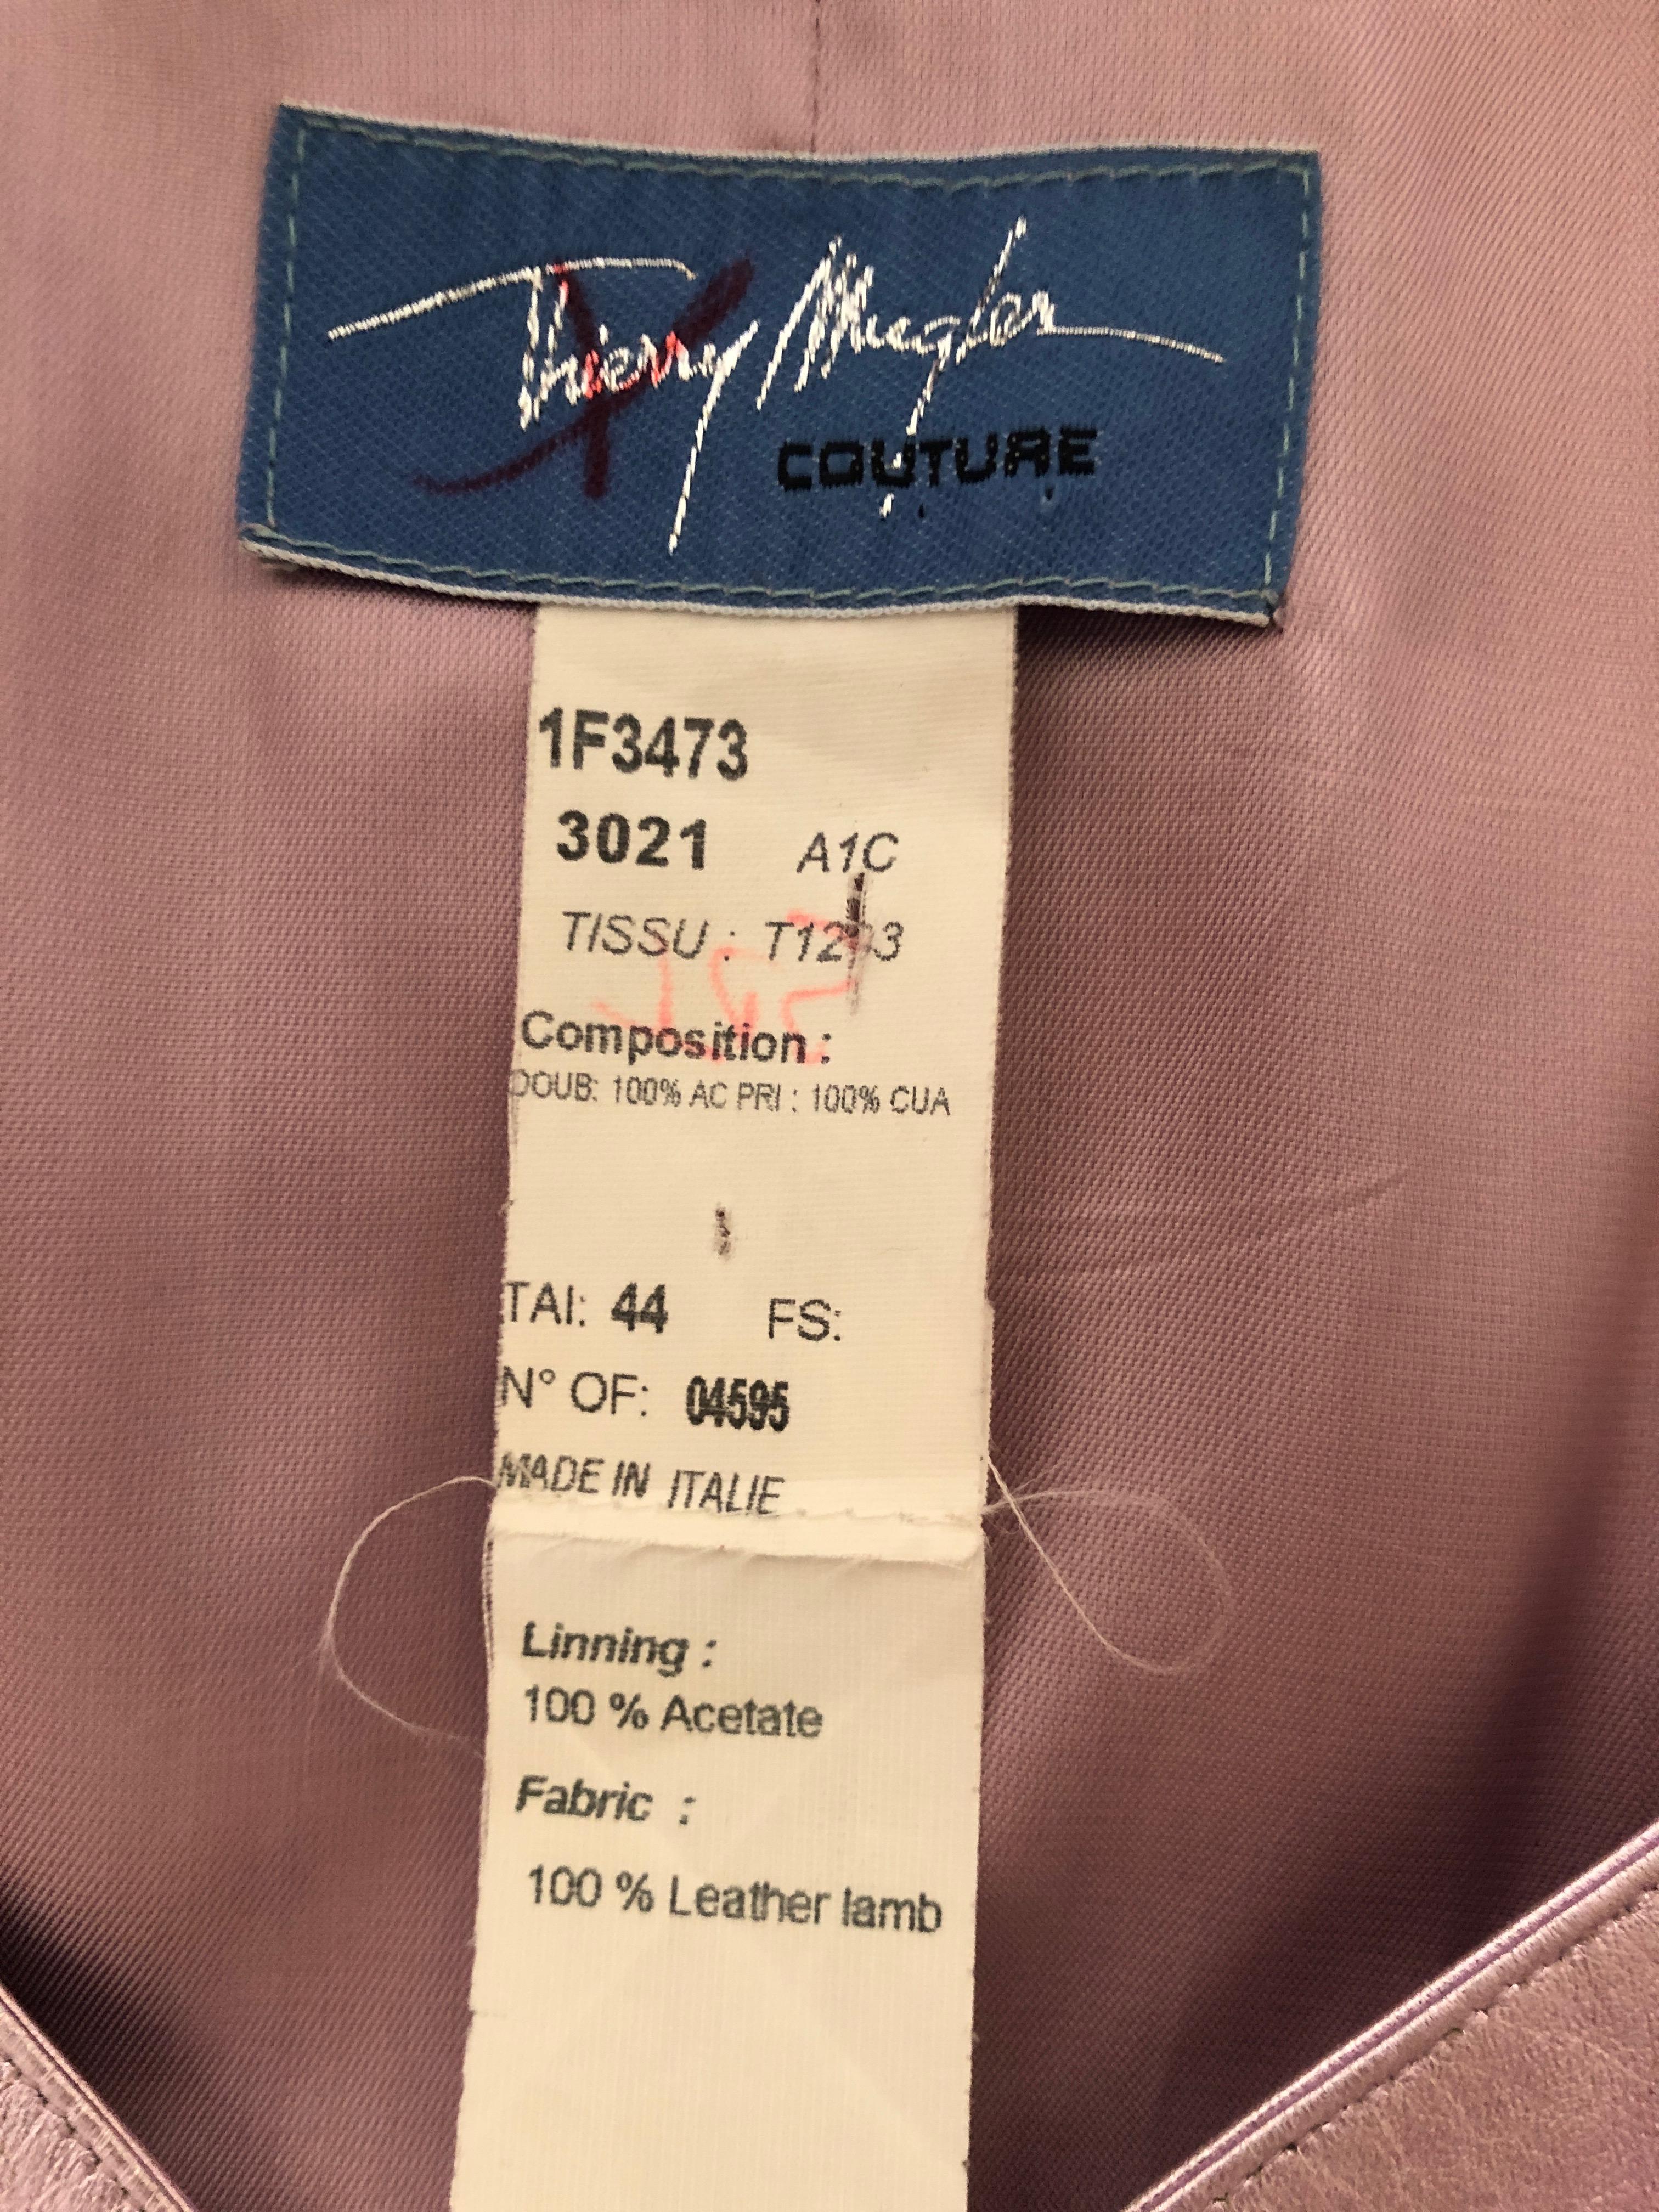 Thierry Mugler
COUTURE
1F3473
3021 A1C
TISSU :
Composition :
DOUB: 100% AC PRI : 100% CUA
TAI: 44 FS:
N° OF: 04595
MADE IN ITALIE
Linning :
100 % Acetate
Fabric :
100 % Leather lamb